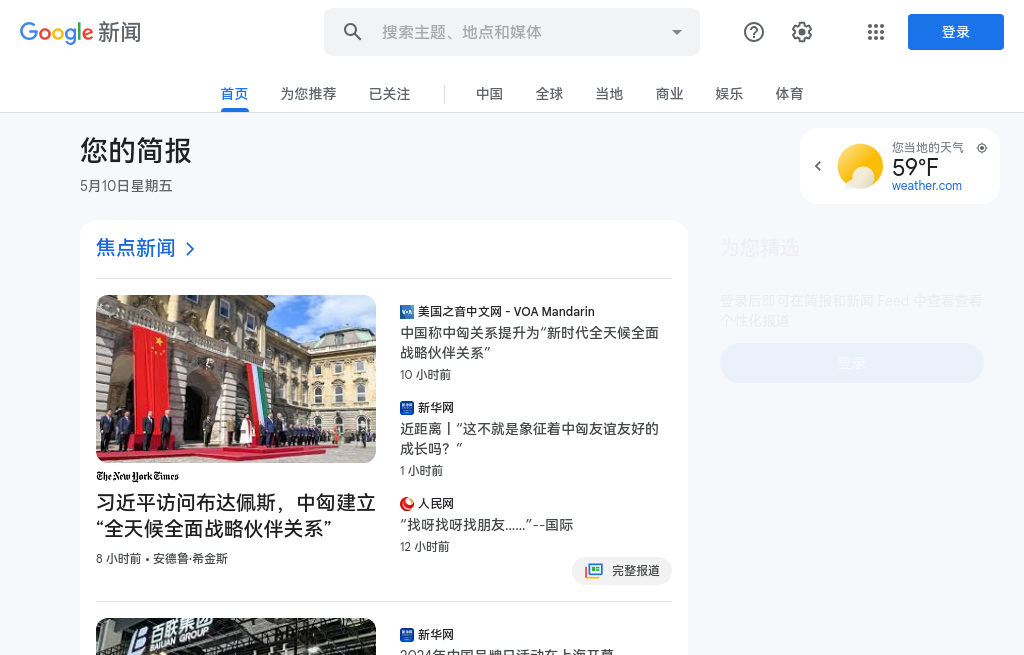 Google 新闻
搜索主题、地点和媒体
登录
首页
为您推荐
已关注
中国
全球
当地
商业
娱乐
体育
您的简报
5月10日星期五
您当地的天气
59°F
weather.com
焦点新闻
The New York Times
习近平访问布达佩斯，中匈建立
“全天候全面战略伙伴关系”
8 小时前 • 安德鲁·希金斯
VOA
美国之音中文网 - VOA Mandarin
中国称中匈关系提升为“新时代全天候全面
战略伙伴关系”
10 小时前
新华网
近距离丨“这不就是象征着中匈友谊友好的
成长吗？”
1 小时前
人民网
“找呀找呀找朋友……”--国际
12 小时前
完整报道
为您精选
登录后即可在简报和新闻 Feed 中查看查看
个性化报道
登录
百联集团
BAILIAN GROUP
新华网
2024年中国品牌日活动在上海开幕